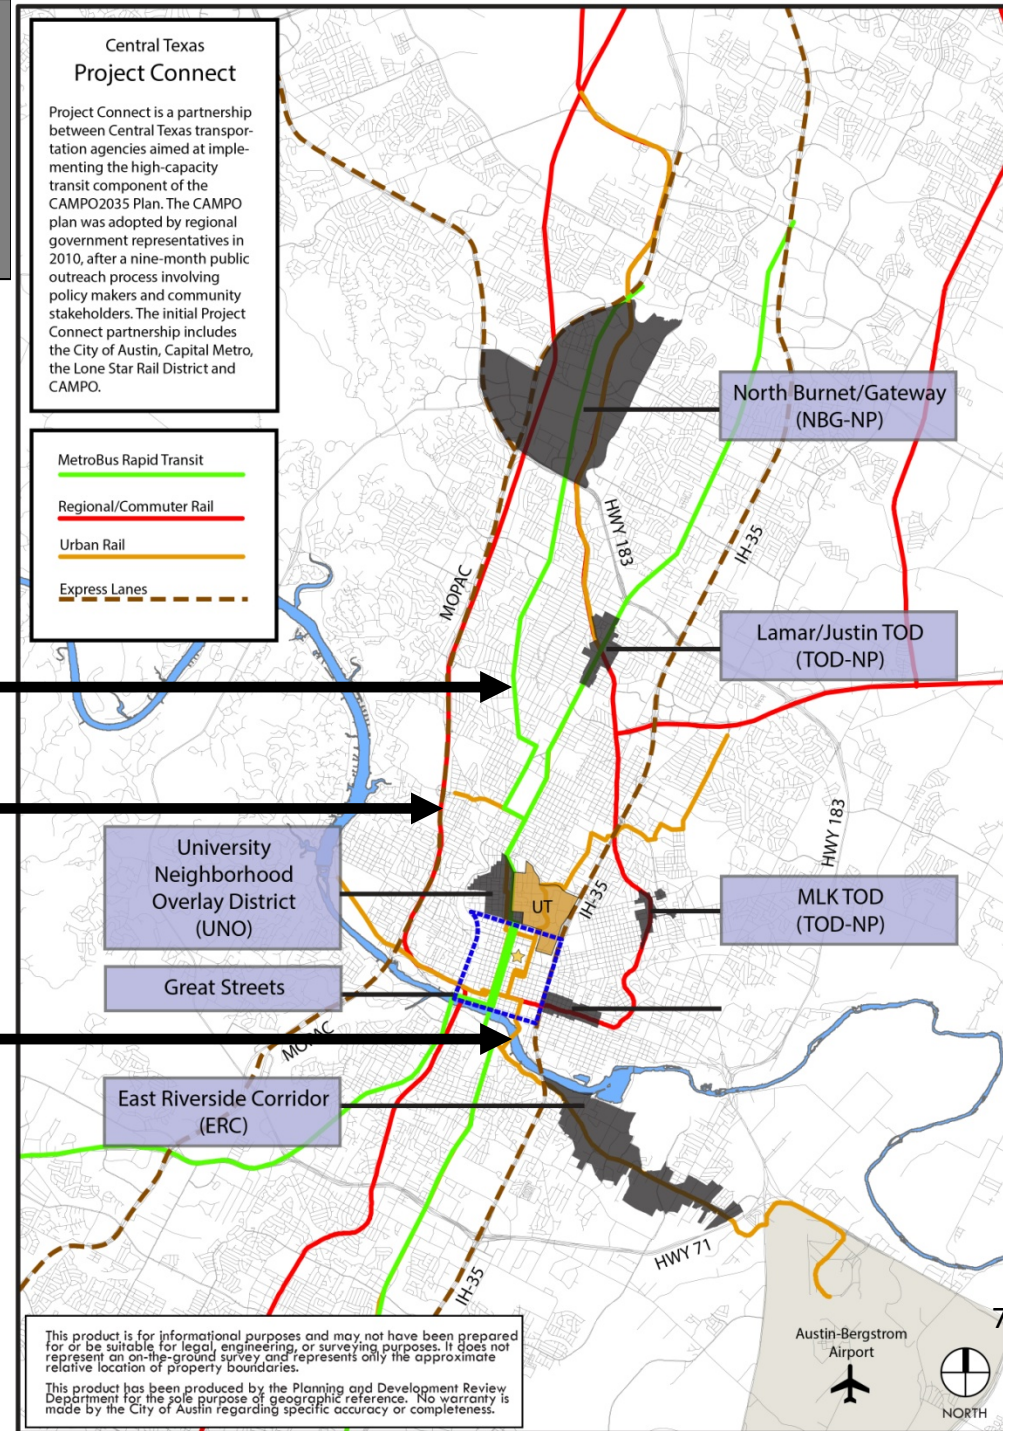 Central Texas
Project Connect
Project Connect is a partnership
between Central Texas transpor-
tation agencies aimed at imple-
menting the high-capacity
transit component of the
CAMPO2035 Plan. The CAMPO
plan was adopted by regional
government representatives in
2010, after a nine-month public
outreach process involving
policy makers and community
stakeholders. The initial Project
Connect partnership includes
the City of Austin, Capital Metro,
the Lone Star Rail District and
CAMPO.
MetroBus Rapid Transit
Regional/Commuter Rail
Urban Rail
Express Lanes
North Burnet/Gateway
(NBG-NP)
HWY 183
IH-35
MOPAC
Lamar/Justin TOD
(TOD-NP)
HWY 183
University
Neighborhood
Overlay District
(UNO)
UT
IH-35
MLK TOD
(TOD-NP)
Great Streets
MOPAC
East Riverside Corridor
(ERC)
HWY 71
IH-35
7
Austin-Bergstrom
Airport
NORTH
This product is for informational purposes and may not have been prepared
for or be suitable for legal, engineering, or surveying purposes. It does not
represent an on-the-ground survey and represents only the approximate
relative location of property boundaries.
This product has been produced by the Planning and Development Review
Department for the sole purpose of geographic reference. No warranty is
made by the City of Austin regarding specific accuracy or completeness.